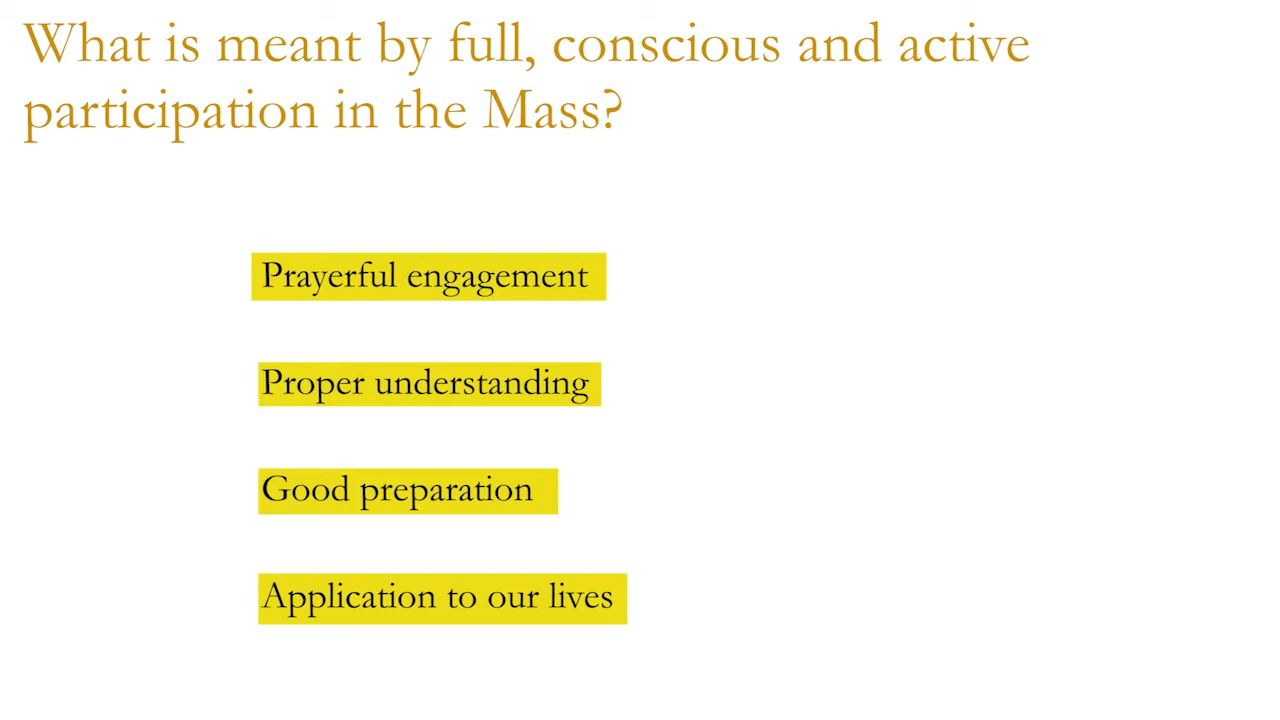 What is meant by full, conscious and active
participation in the Mass?
Prayerful engagement
Proper understanding
Good preparation
Application to our lives